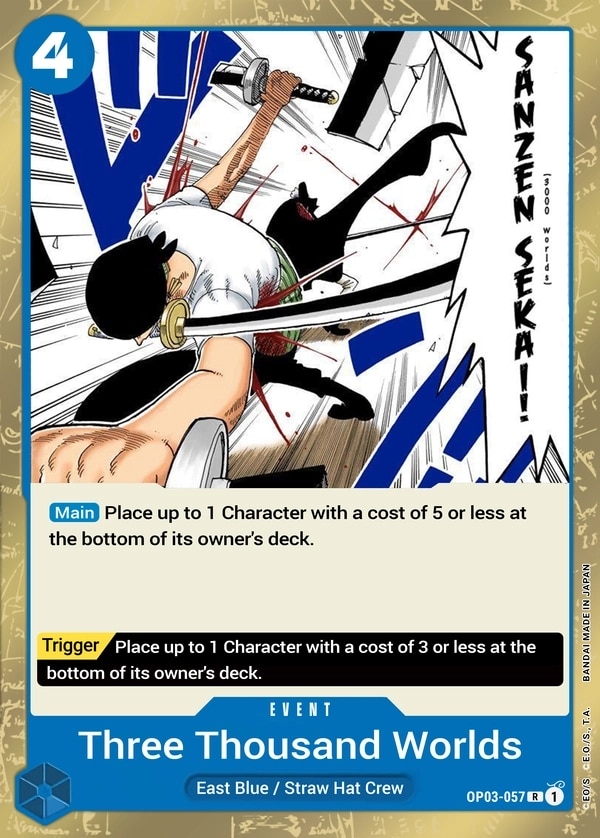 4
SANZEN SEKAI!!
(3000 worlds)
Main Place up to 1 Character with a cost of 5 or less at
the bottom of its owner's deck.
Trigger Place up to 1 Character with a cost of 3 or less at the
bottom of its owner's deck.
EVENT
Three Thousand Worlds
East Blue / Straw Hat Crew
OP03-057 R 1
©E.O./S., T.A. BANDAI MADE IN JAPAN